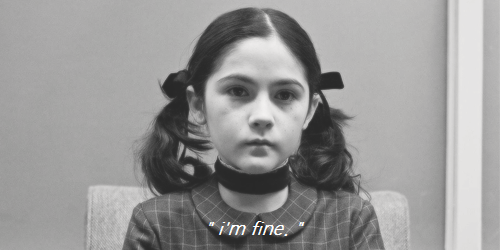 " i'm fine. "